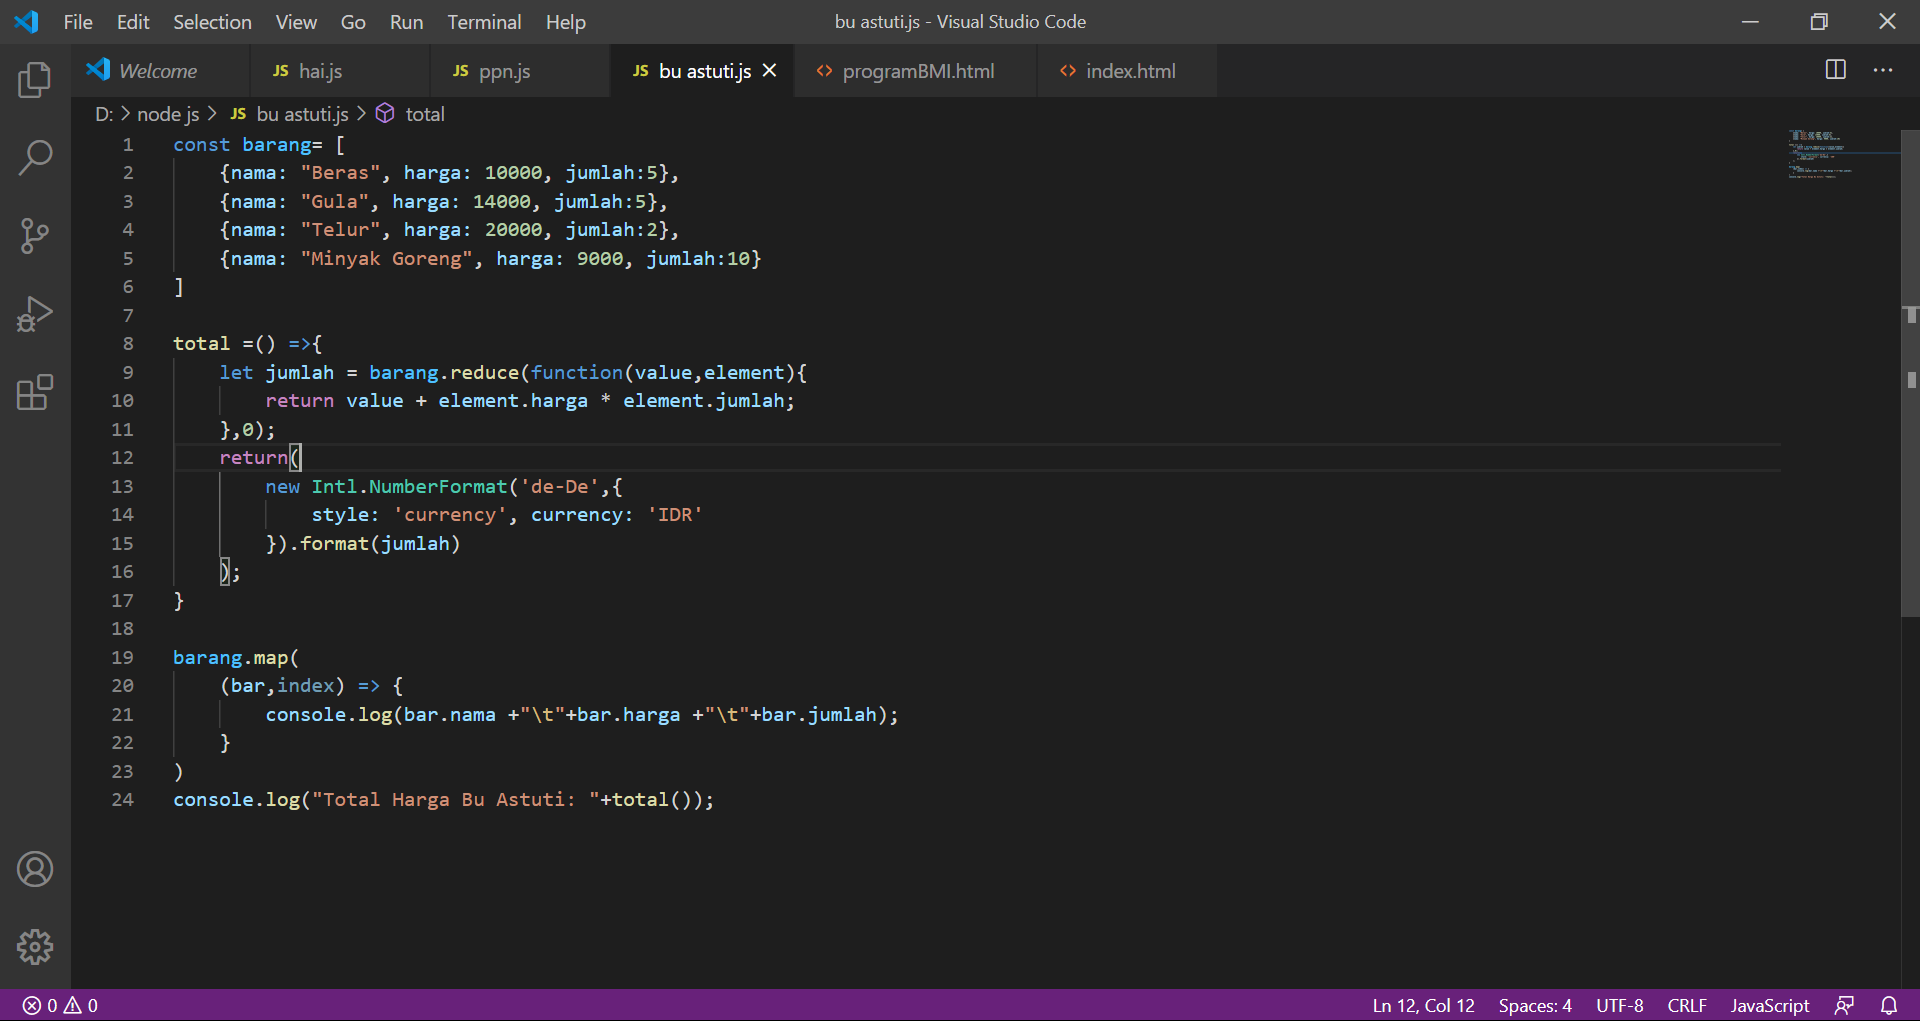 File Edit Selection View Go Run Terminal Help bu astuti.js - Visual Studio Code
Welcome JS hai.js JS ppn.js JS bu astuti.js programBMI.html index.html
D: > node js > JS bu astuti.js > total
1 const barang= [
2     {nama: "Beras", harga: 10000, jumlah:5},
3     {nama: "Gula", harga: 14000, jumlah:5},
4     {nama: "Telur", harga: 20000, jumlah:2},
5     {nama: "Minyak Goreng", harga: 9000, jumlah:10}
6 ]
7
8 total =() =>{
9     let jumlah = barang.reduce(function(value,element){
10         return value + element.harga * element.jumlah;
11     },0);
12     return(
13         new Intl.NumberFormat('de-De',{
14             style: 'currency', currency: 'IDR'
15         }).format(jumlah)
16     );
17 }
18
19 barang.map(
20     (bar,index) => {
21         console.log(bar.nama +"\t"+bar.harga +"\t"+bar.jumlah);
22     }
23 )
24 console.log("Total Harga Bu Astuti: "+total());
0 0 Ln 12, Col 12 Spaces: 4 UTF-8 CRLF JavaScript